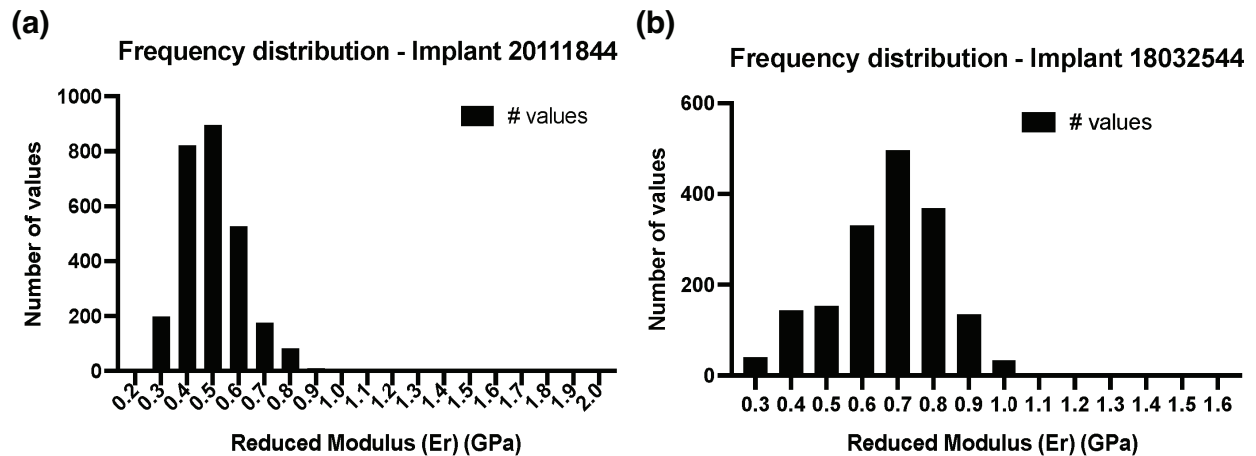 (a)
Frequency distribution - Implant 20111844
# values
Number of values
1000
800
600
400
200
0
0.2 0.3 0.4 0.5 0.6 0.7 0.8 0.9 1.0 1.1 1.2 1.3 1.4 1.5 1.6 1.7 1.8 1.9 2.0
Reduced Modulus (Er) (GPa)
(b)
Frequency distribution - Implant 18032544
# values
Number of values
600
400
200
0
0.3 0.4 0.5 0.6 0.7 0.8 0.9 1.0 1.1 1.2 1.3 1.4 1.5 1.6
Reduced Modulus (Er) (GPa)